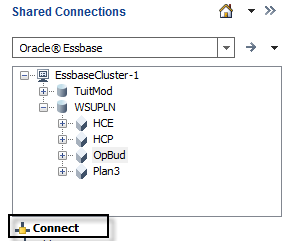 Shared Connections
Oracle® Essbase
EssbaseCluster-1
TuitMod
WSUPLN
HCE
HCP
OpBud
Plan3
Connect